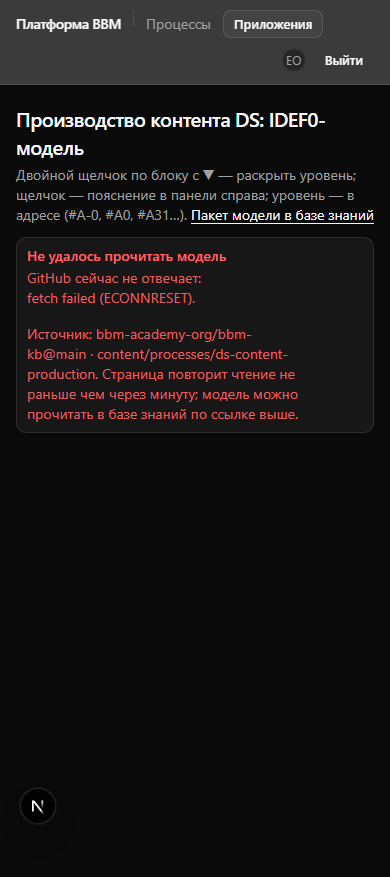 Платформа BBM
Процессы
Приложения
EO
Выйти
Производство контента DS: IDEF0-
модель
Двойной щелчок по блоку с ▼ — раскрыть уровень;
щелчок — пояснение в панели справа; уровень — в
адресе (#A-0, #A0, #A31…). Пакет модели в базе знаний
Не удалось прочитать модель
GitHub сейчас не отвечает:
fetch failed (ECONNRESET).
Источник: bbm-academy-org/bbm-
kb@main · content/processes/ds-content-
production. Страница повторит чтение не
раньше чем через минуту; модель можно
прочитать в базе знаний по ссылке выше.
N